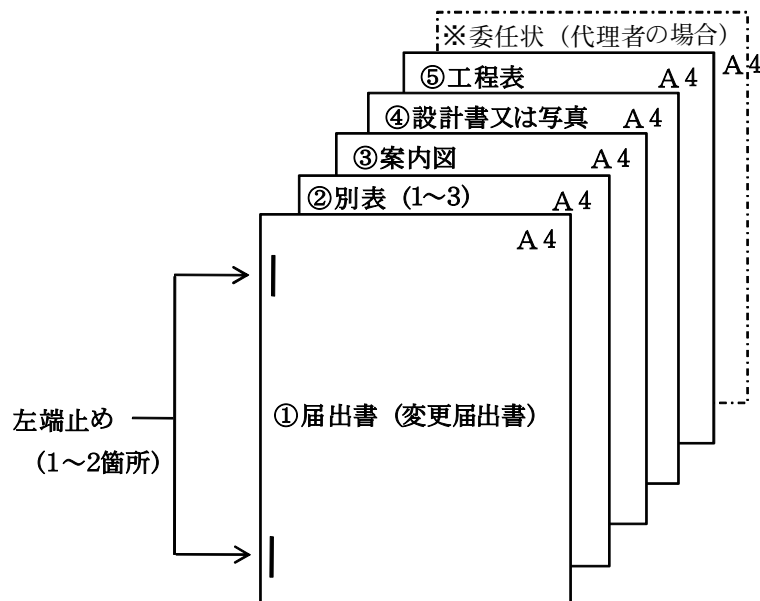 ※委任状（代理者の場合）
A4
⑤工程表 A4
④設計書又は写真 A4
③案内図 A4
②別表（1～3） A4
A4
①届出書（変更届出書）
左端止め
（1～2箇所）